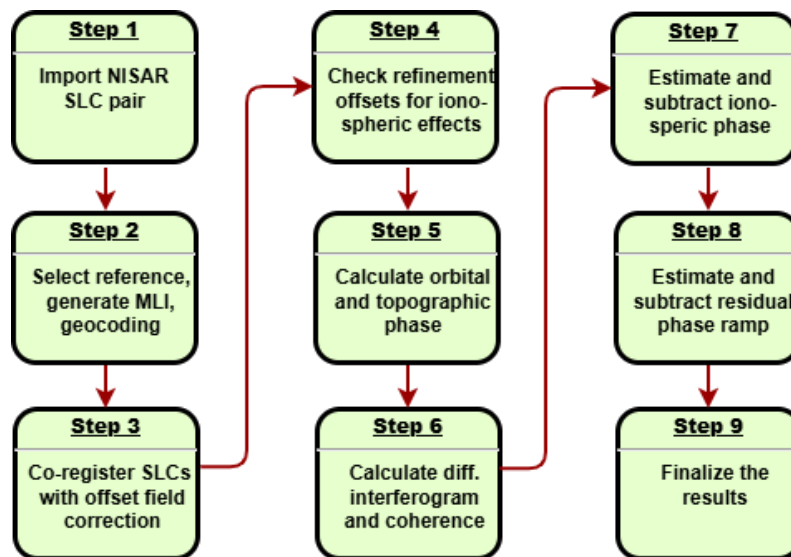 Step 1
Import NISAR
SLC pair
Step 2
Select reference,
generate MLI,
geocoding
Step 3
Co-register SLCs
with offset field
correction
Step 4
Check refinement
offsets for iono-
spheric effects
Step 5
Calculate orbital
and topographic
phase
Step 6
Calculate diff.
interferogram
and coherence
Step 7
Estimate and
subtract iono-
speric phase
Step 8
Estimate and
subtract residual
phase ramp
Step 9
Finalize the
results